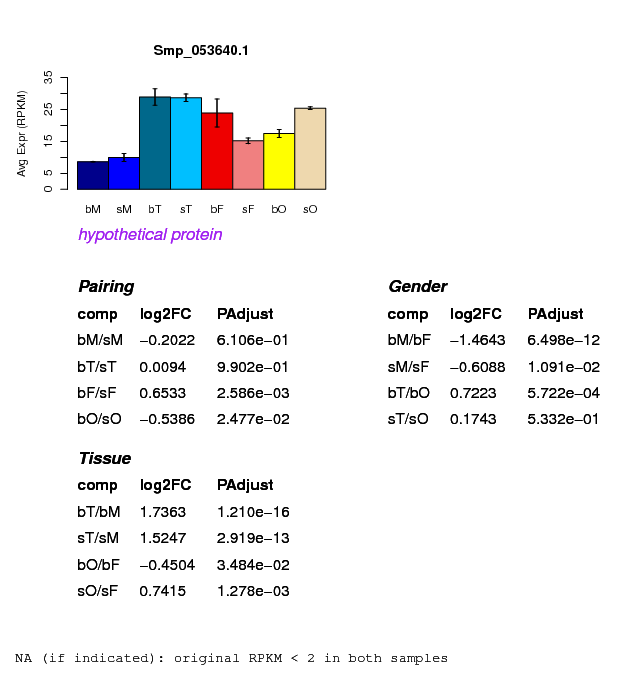 Smp_053640.1
Avg Expr (RPKM)
35
25
15
5
0
bM sM bT sT bF sF bO sO
hypothetical protein
Pairing
comp log2FC PAdjust
bM/sM −0.2022 6.106e−01
bT/sT 0.0094 9.902e−01
bF/sF 0.6533 2.586e−03
bO/sO −0.5386 2.477e−02
Gender
comp log2FC PAdjust
bM/bF −1.4643 6.498e−12
sM/sF −0.6088 1.091e−02
bT/bO 0.7223 5.722e−04
sT/sO 0.1743 5.332e−01
Tissue
comp log2FC PAdjust
bT/bM 1.7363 1.210e−16
sT/sM 1.5247 2.919e−13
bO/bF −0.4504 3.484e−02
sO/sF 0.7415 1.278e−03
NA (if indicated): original RPKM < 2 in both samples